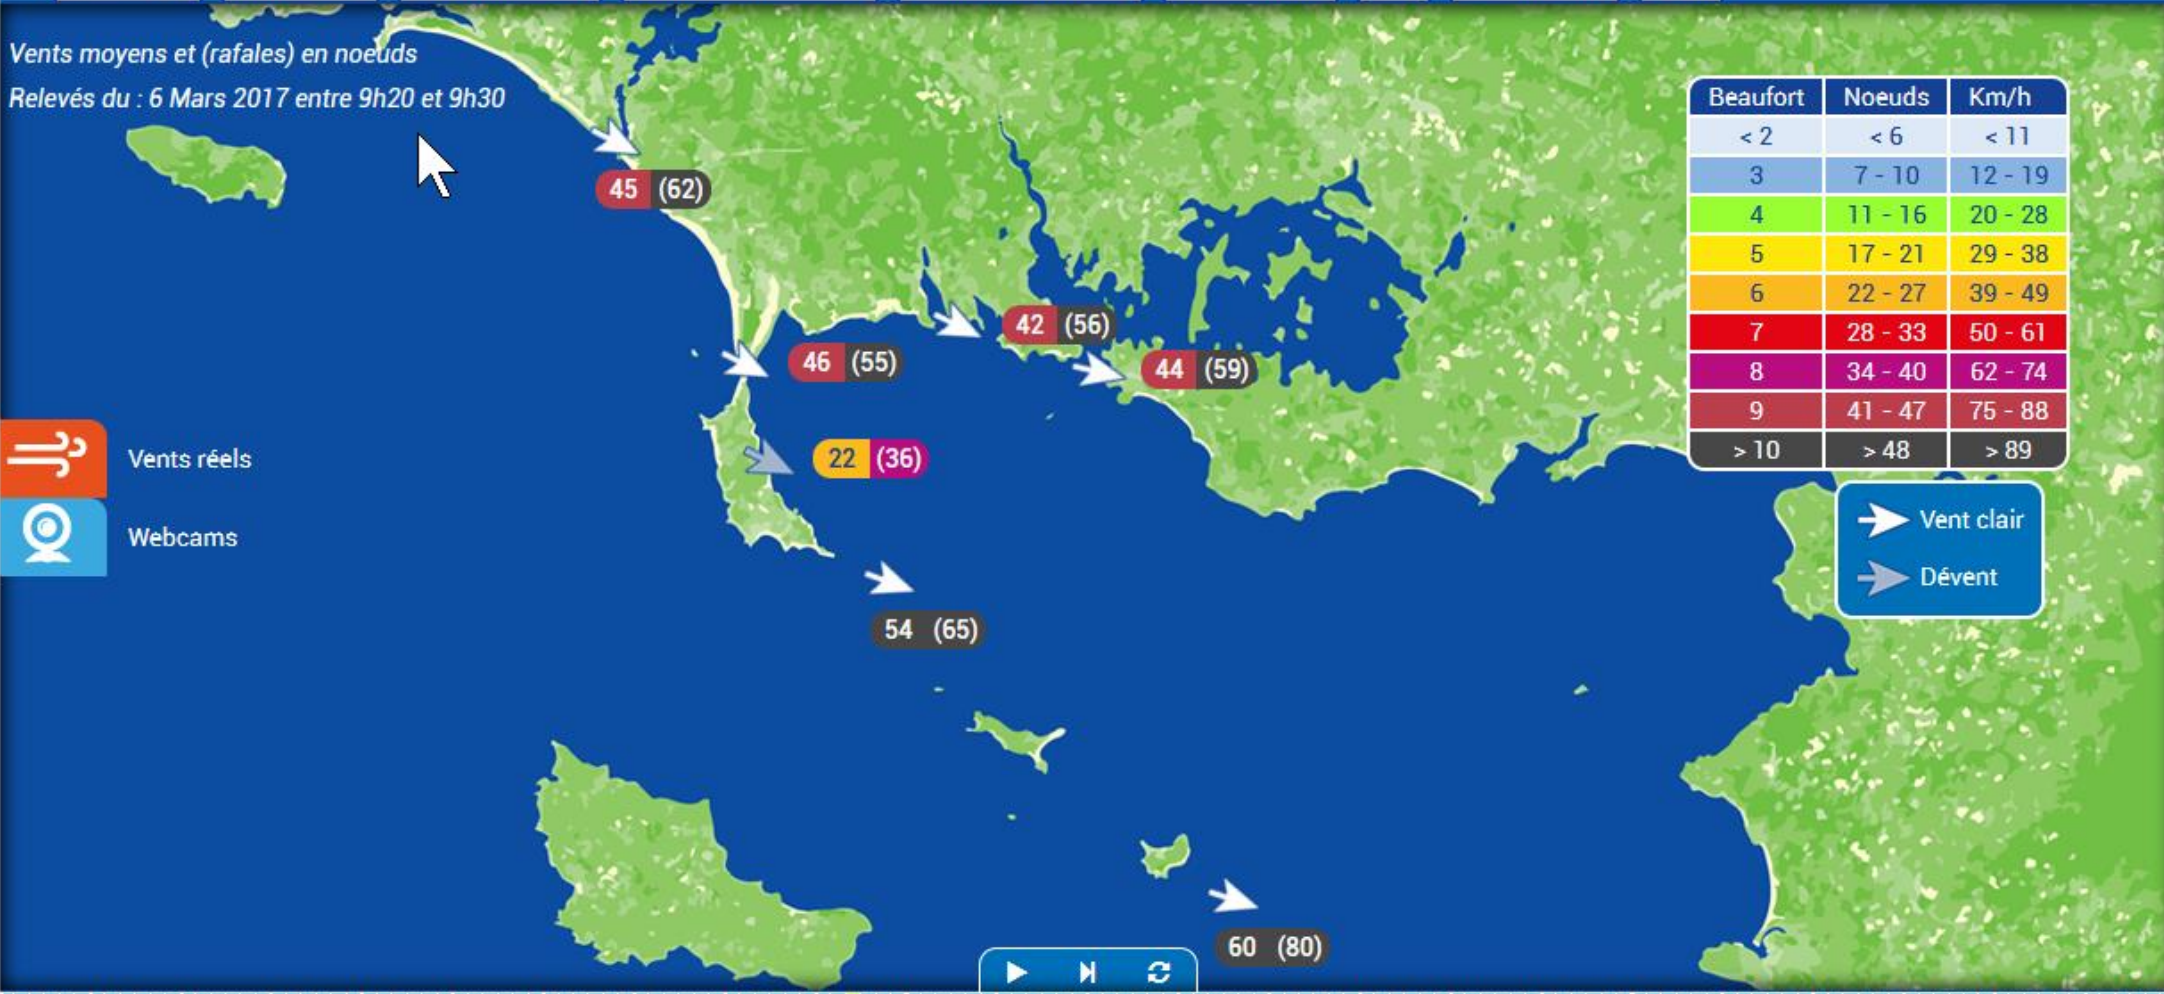 Vents moyens et (rafales) en noeuds
Relevés du : 6 Mars 2017 entre 9h20 et 9h30
Beaufort Noeuds Km/h
< 2 < 6 < 11
3 7 - 10 12 - 19
4 11 - 16 20 - 28
5 17 - 21 29 - 38
6 22 - 27 39 - 49
7 28 - 33 50 - 61
8 34 - 40 62 - 74
9 41 - 47 75 - 88
> 10 > 48 > 89
45 (62)
42 (56)
46 (55)
44 (59)
22 (36)
Vents réels
Webcams
Vent clair
Dévent
54 (65)
60 (80)